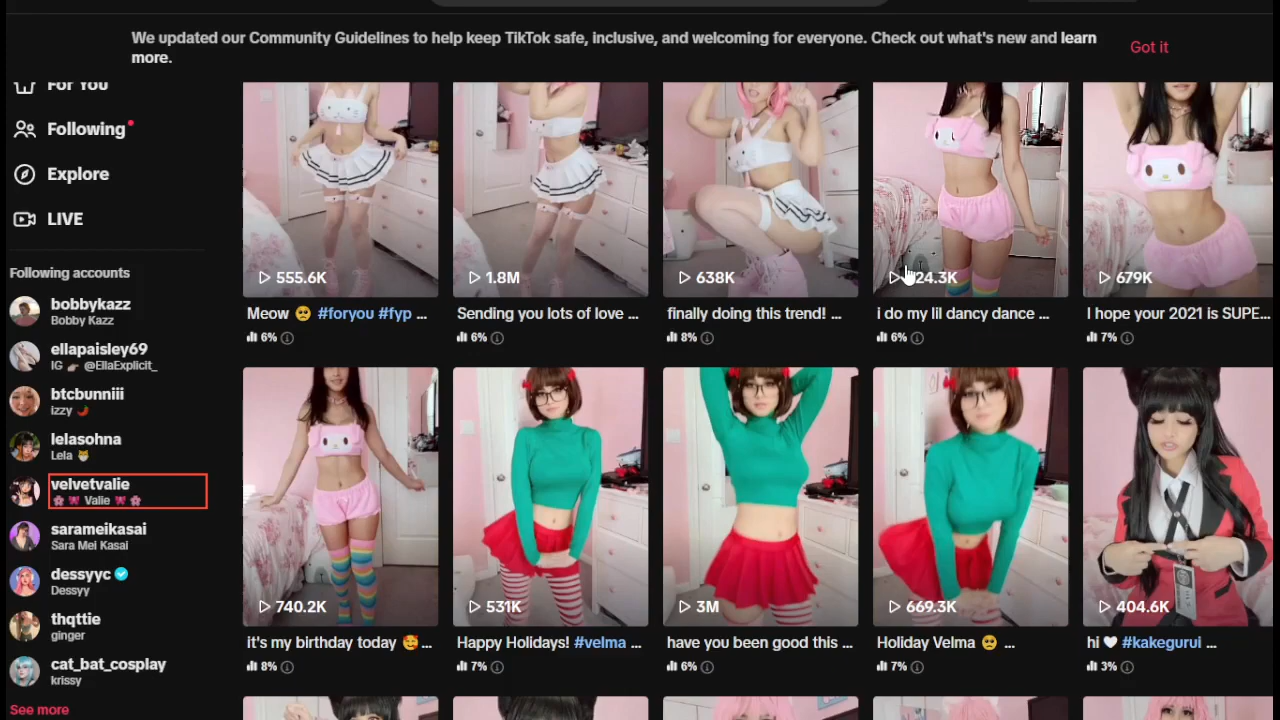 We updated our Community Guidelines to help keep TikTok safe, inclusive, and welcoming for everyone. Check out what's new and learn
more.
Got it
For You
Following
Explore
LIVE
Following accounts
bobbykazz
Bobby Kazz
ellapaisley69
IG 👉🏼 @EllaExplicit_
btcbunniii
izzy 🌶️
lelasohna
Lela
velvetvalie
🌸 🎀 Valie 🎀 🌸
sarameikasai
Sara Mei Kasai
dessyyc
Dessyy
thqttie
ginger
cat_bat_cosplay
krissy
See more
555.6K
1.8M
638K
24.3K
679K
Meow 🥺 #foryou #fyp ...
Sending you lots of love ...
finally doing this trend! ...
i do my lil dancy dance ...
I hope your 2021 is SUPE...
6%
6%
8%
6%
7%
740.2K
531K
3M
669.3K
404.6K
it's my birthday today 🥰 ...
Happy Holidays! #velma ...
have you been good this ...
Holiday Velma 🥺 ...
hi 🤍 #kakegurui ...
8%
7%
6%
7%
3%